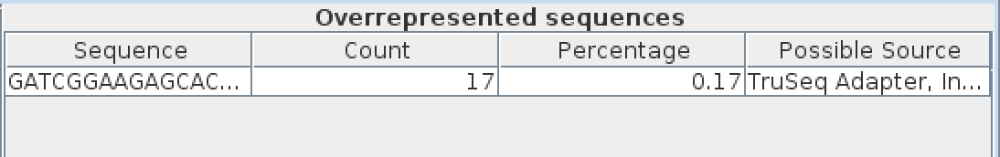 Overrepresented sequences
Sequence Count Percentage Possible Source
GATCGGAAGAGCAC... 17 0.17 TruSeq Adapter, In...